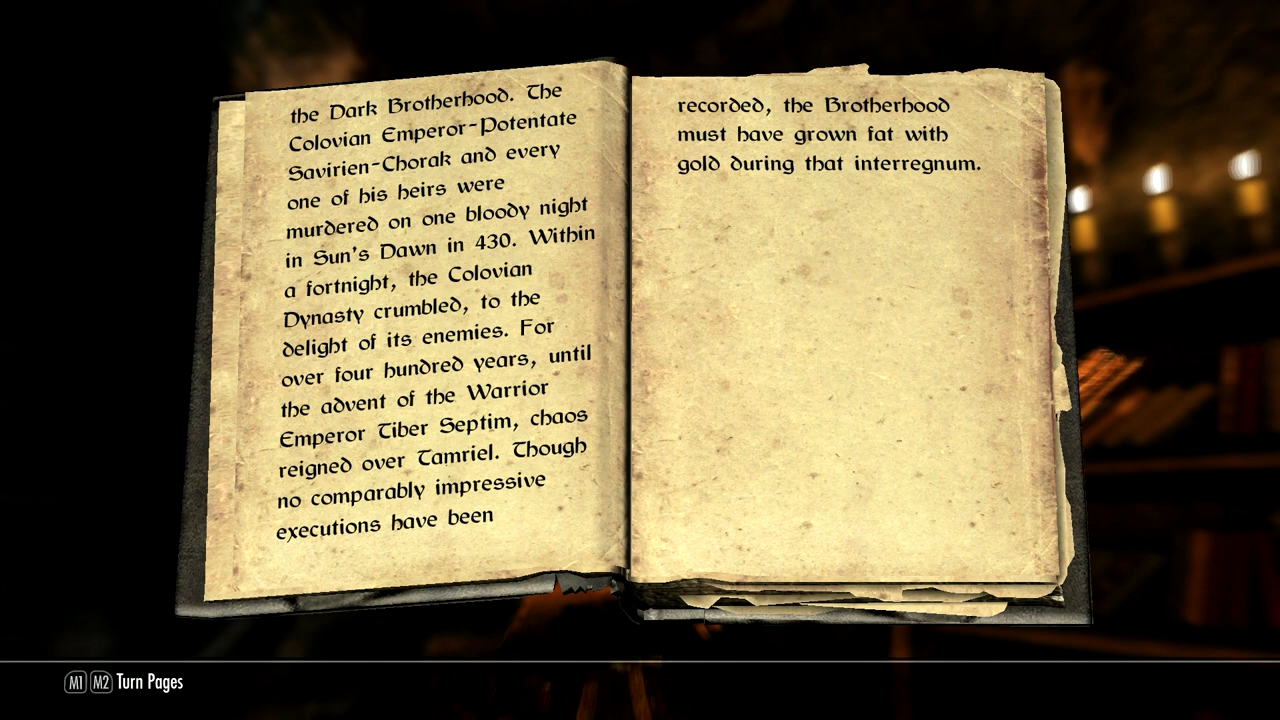 the Dark Brotherhood. The
Colovian Emperor-Potentate
Savirien-Chorak and every
one of his heirs were
murdered on one bloody night
in Sun's Dawn in 430. Within
a fortnight, the Colovian
Dynasty crumbled, to the
delight of its enemies. For
over four hundred years, until
the advent of the Warrior
Emperor Tiber Septim, chaos
reigned over Tamriel. Though
no comparably impressive
executions have been
recorded, the Brotherhood
must have grown fat with
gold during that interregnum.
M1 M2 Turn Pages